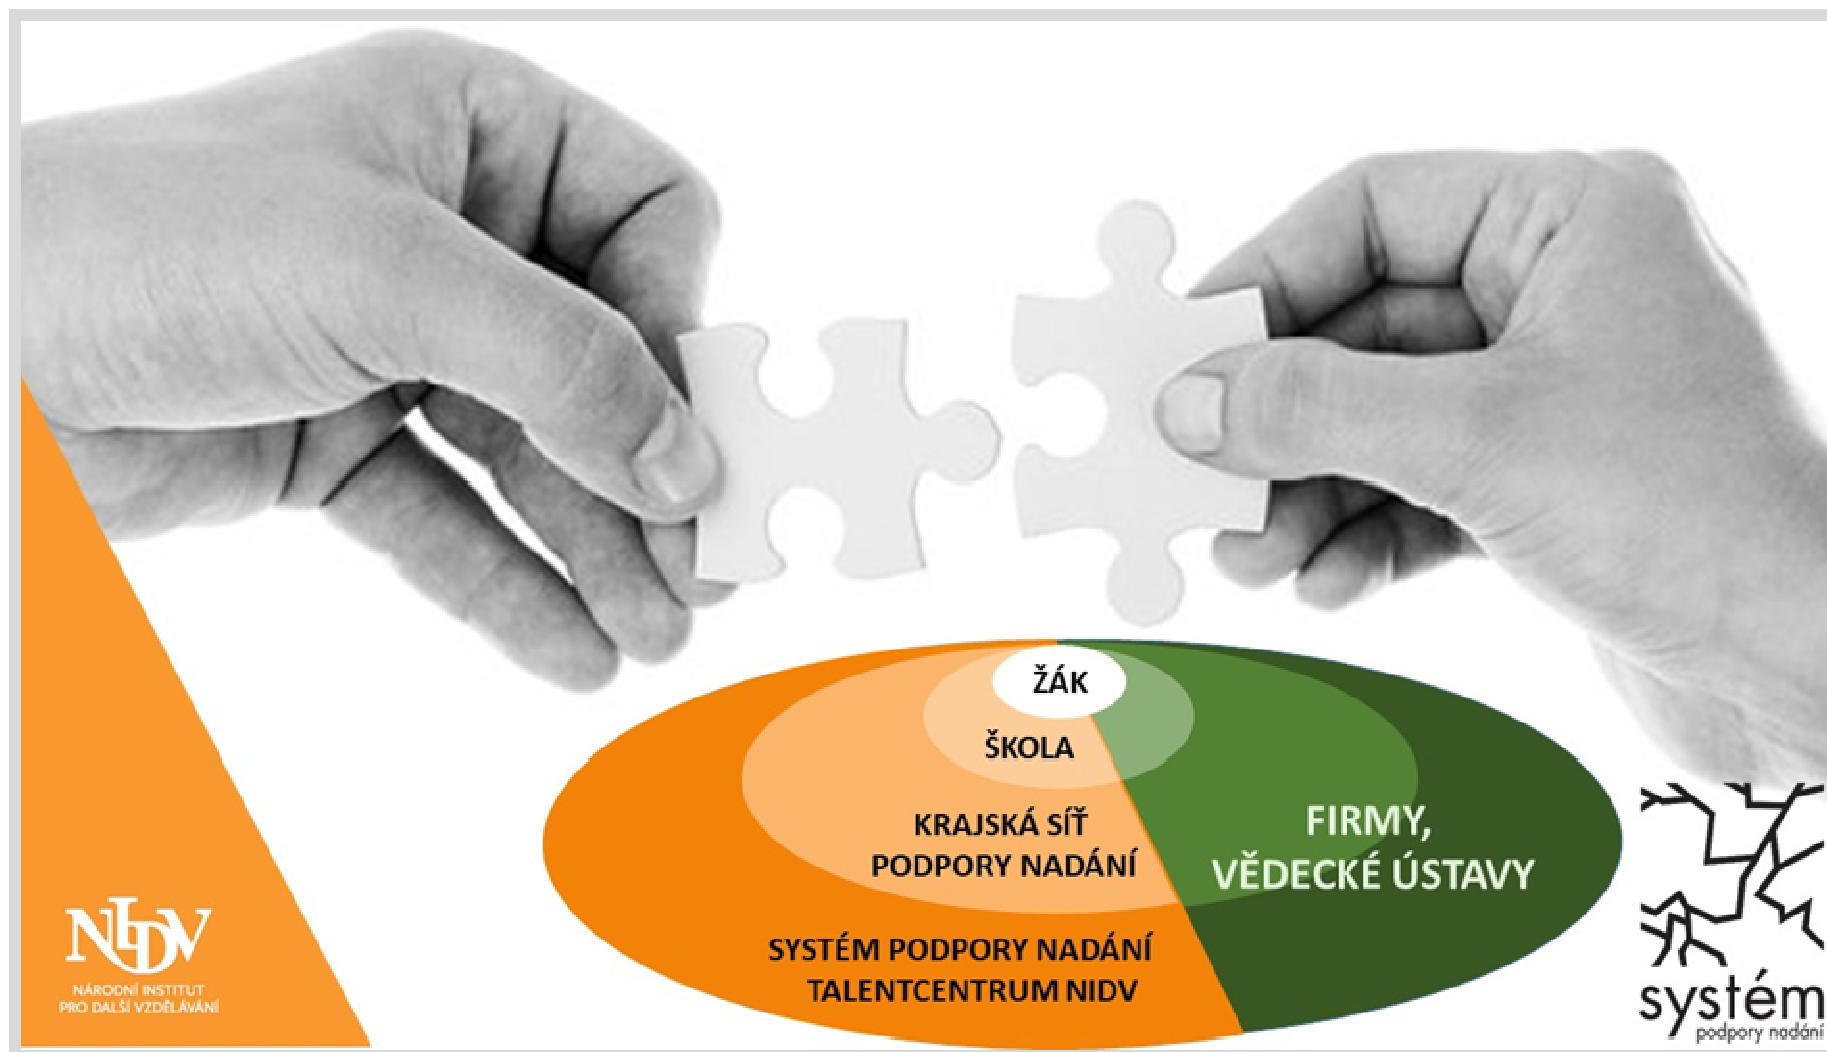 ŽÁK
ŠKOLA
KRAJSKÁ SÍŤ
PODPORY NADÁNÍ
FIRMY,
VĚDECKÉ ÚSTAVY
SYSTÉM PODPORY NADÁNÍ
TALENTCENTRUM NIDV
NIDV
NÁRODNÍ INSTITUT
PRO DALŠÍ VZDĚLÁVÁNÍ
systém
podpory nadání